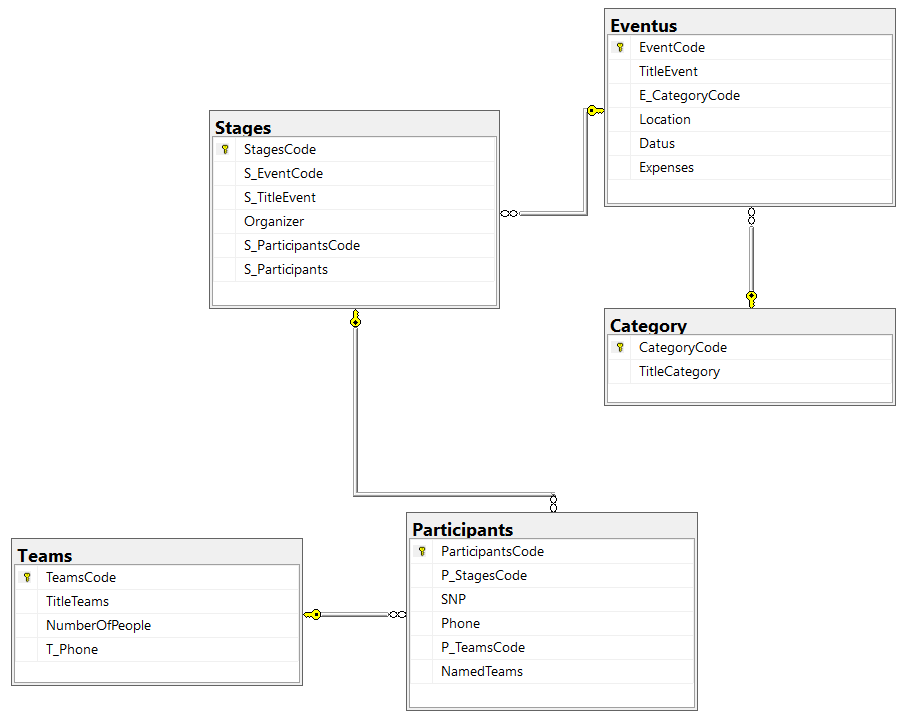 Eventus
EventCode
TitleEvent
E_CategoryCode
Location
Datus
Expenses
Stages
StagesCode
S_EventCode
S_TitleEvent
Organizer
S_ParticipantsCode
S_Participants
Category
CategoryCode
TitleCategory
Participants
ParticipantsCode
P_StagesCode
SNP
Phone
P_TeamsCode
NamedTeams
Teams
TeamsCode
TitleTeams
NumberOfPeople
T_Phone